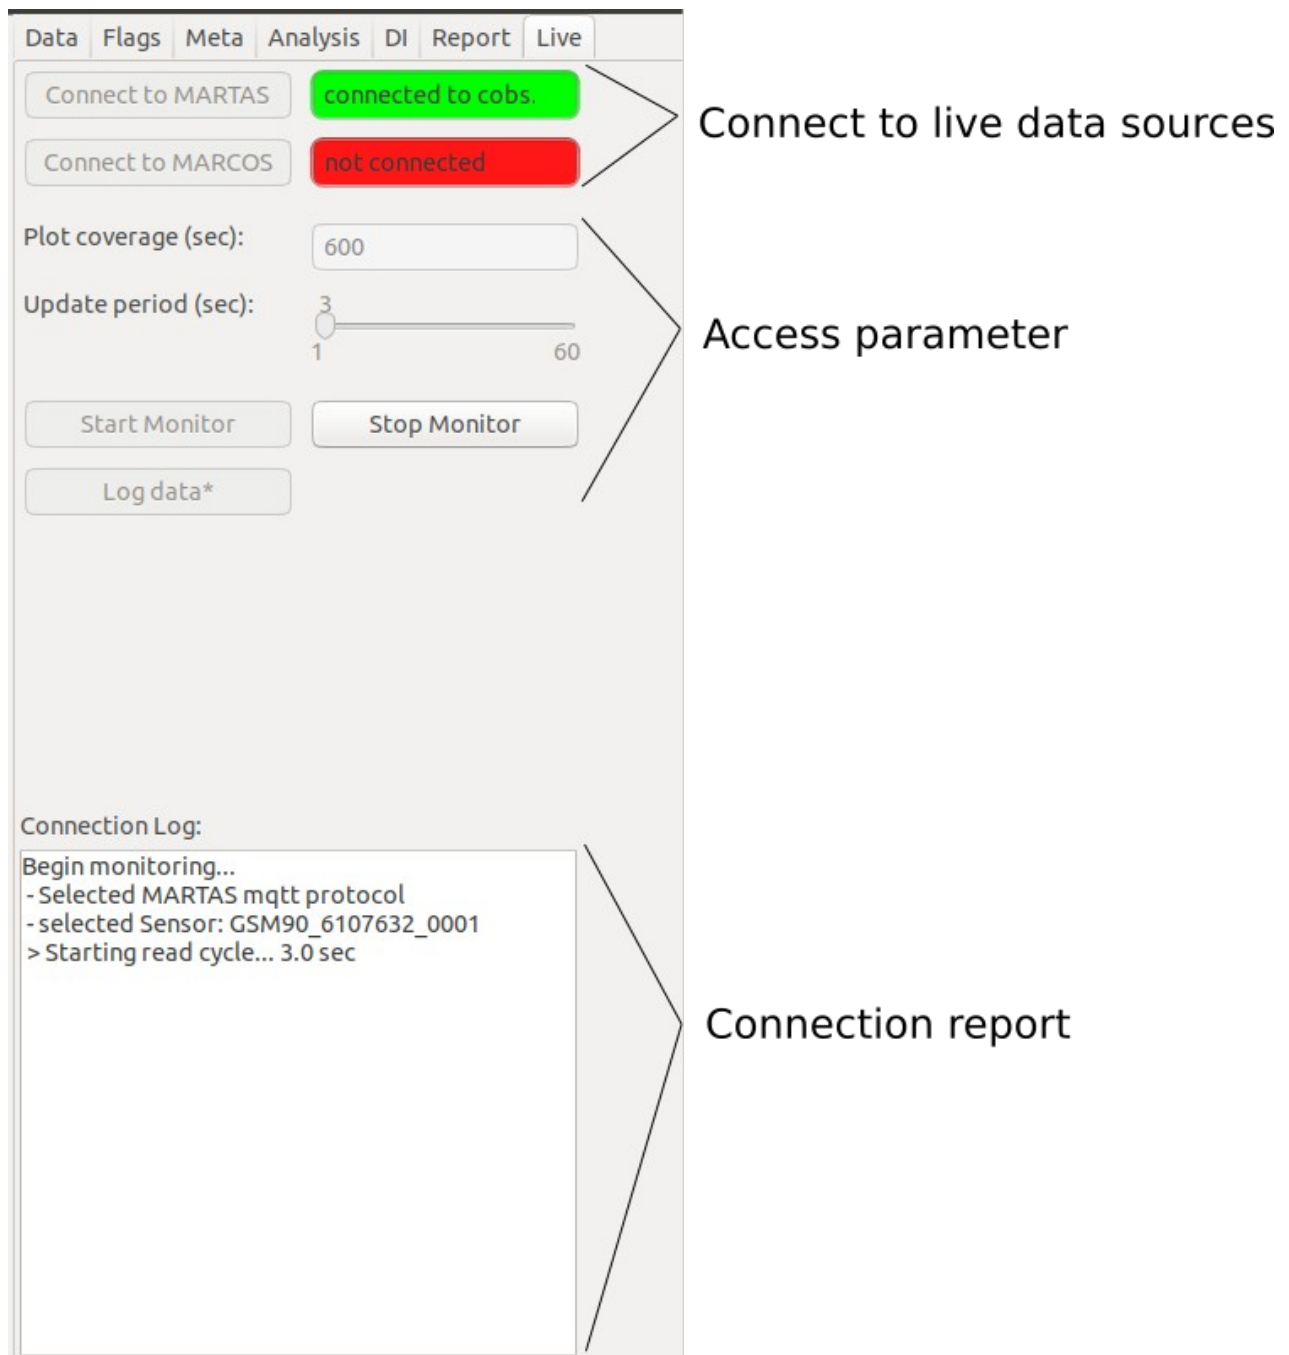 Data Flags Meta Analysis DI Report Live
Connect to MARTAS connected to cobs.
Connect to live data sources
Connect to MARCOS not connected
Plot coverage (sec): 600
Update period (sec): 3
1 60
Access parameter
Start Monitor Stop Monitor
Log data*
Connection Log:
Begin monitoring...
- Selected MARTAS mqtt protocol
- selected Sensor: GSM90_6107632_0001
> Starting read cycle... 3.0 sec
Connection report